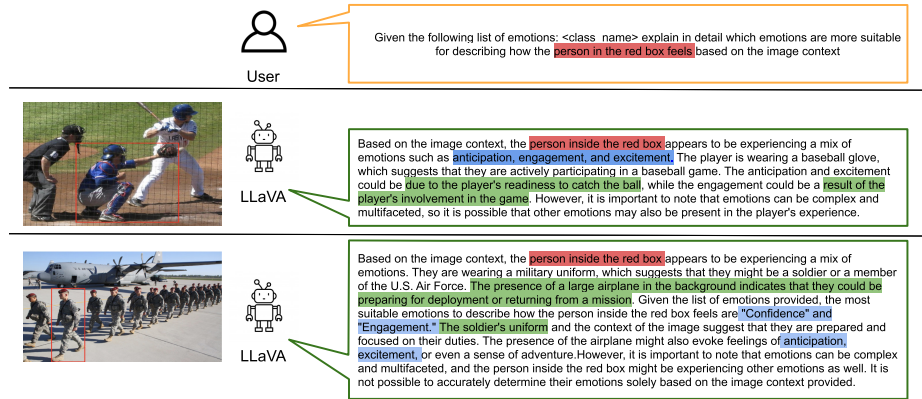 Given the following list of emotions: <class_name> explain in detail which emotions are more suitable
for describing how the person in the red box feels based on the image context
User
Based on the image context, the person inside the red box appears to be experiencing a mix of
emotions such as anticipation, engagement, and excitement. The player is wearing a baseball glove,
which suggests that they are actively participating in a baseball game. The anticipation and excitement
could be due to the player's readiness to catch the ball, while the engagement could be a result of the
player's involvement in the game. However, it is important to note that emotions can be complex and
multifaceted, so it is possible that other emotions may also be present in the player's experience.
LLaVA
Based on the image context, the person inside the red box appears to be experiencing a mix of
emotions. They are wearing a military uniform, which suggests that they might be a soldier or a member
of the U.S. Air Force. The presence of a large airplane in the background indicates that they could be
preparing for deployment or returning from a mission. Given the list of emotions provided, the most
suitable emotions to describe how the person inside the red box feels are "Confidence" and
"Engagement." The soldier's uniform and the context of the image suggest that they are prepared and
focused on their duties. The presence of the airplane might also evoke feelings of anticipation,
excitement, or even a sense of adventure.However, it is important to note that emotions can be complex
and multifaceted, and the person inside the red box might be experiencing other emotions as well. It is
not possible to accurately determine their emotions solely based on the image context provided.
LLaVA